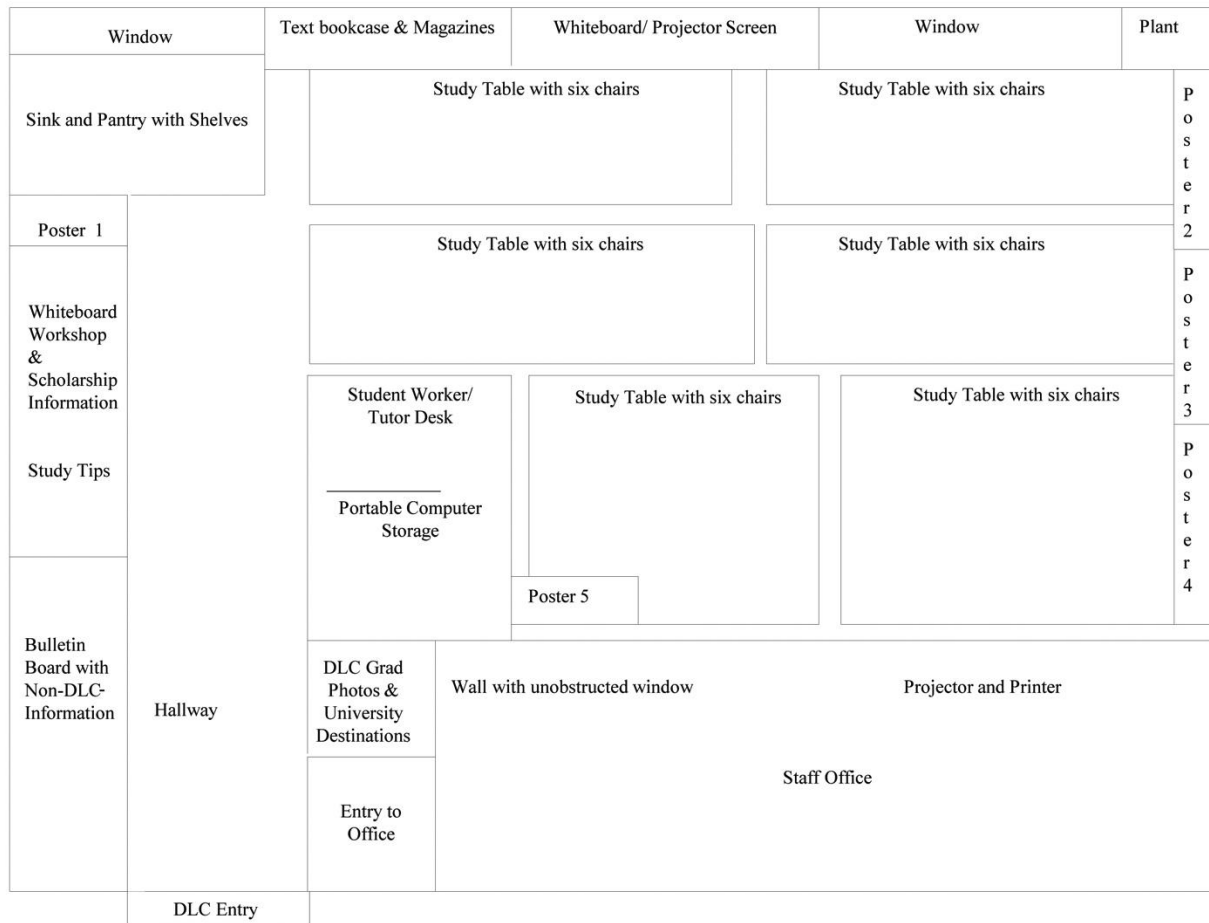 Window
Text bookcase & Magazines
Whiteboard/ Projector Screen
Window
Plant
Sink and Pantry with Shelves
Study Table with six chairs
Study Table with six chairs
Poster2
Poster 1
Study Table with six chairs
Study Table with six chairs
Poster3
Whiteboard
Workshop
&
Scholarship
Information
Study Tips
Student Worker/
Tutor Desk
Portable Computer
Storage
Study Table with six chairs
Study Table with six chairs
Poster4
Poster 5
Bulletin
Board with
Non-DLC-
Information
Hallway
DLC Grad
Photos &
University
Destinations
Wall with unobstructed window
Projector and Printer
Staff Office
Entry to
Office
DLC Entry